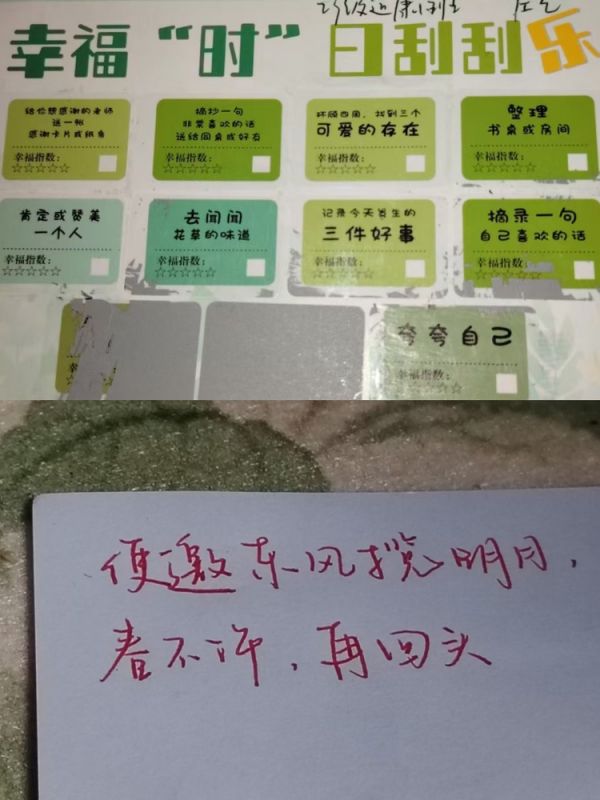 幸福“时”日刮刮乐
给你想感谢的老师
送一张
感谢卡片或纸条
幸福指数：
☆☆☆☆☆
摘抄一句
非常喜欢的话
送给同桌或好友
幸福指数：
☆☆☆☆☆
环顾四周，找到三个
可爱的存在
幸福指数：
☆☆☆☆☆
整理
书桌或房间
幸福指数：
☆☆☆☆☆
肯定或赞美
一个人
幸福指数：
☆☆☆☆☆
去闻闻
花草的味道
幸福指数：
☆☆☆☆☆
记录今天发生的
三件好事
幸福指数：
☆☆☆☆☆
摘录一句
自己喜欢的话
幸福指数：
☆☆☆☆☆
夸夸自己
幸福指数：
☆☆☆☆☆
便邀东风揽明月，
春不许，再回头